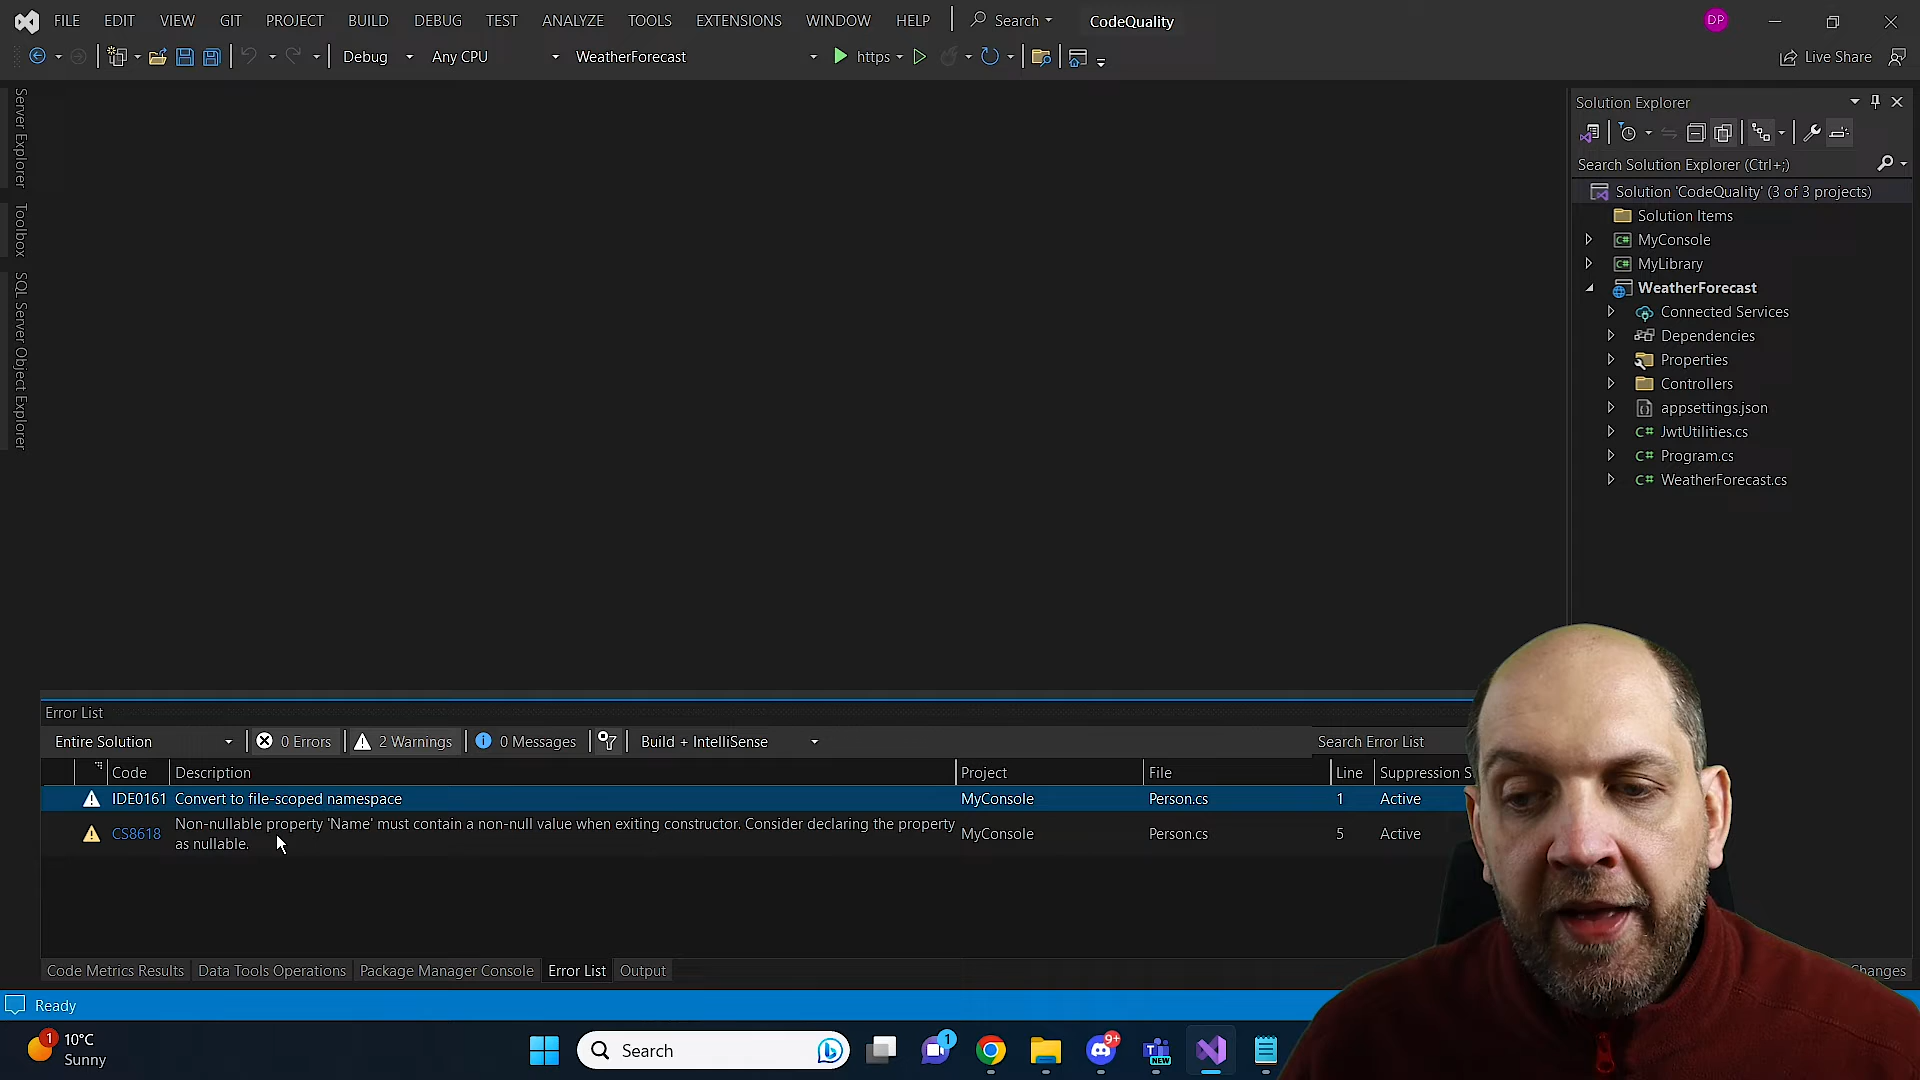 FILE EDIT VIEW GIT PROJECT BUILD DEBUG TEST ANALYZE TOOLS EXTENSIONS WINDOW HELP Search CodeQuality DP
Debug Any CPU WeatherForecast https Live Share
Server Explorer
Toolbox
SQL Server Object Explorer
Solution Explorer
Search Solution Explorer (Ctrl+;)
Solution 'CodeQuality' (3 of 3 projects)
Solution Items
C# MyConsole
C# MyLibrary
WeatherForecast
Connected Services
Dependencies
Properties
Controllers
appsettings.json
C# JwtUtilities.cs
C# Program.cs
C# WeatherForecast.cs
Error List
Entire Solution 0 Errors 2 Warnings 0 Messages Build + IntelliSense Search Error List
Code Description Project File Line Suppression S
IDE0161 Convert to file-scoped namespace MyConsole Person.cs 1 Active
CS8618 Non-nullable property 'Name' must contain a non-null value when exiting constructor. Consider declaring the property
as nullable. MyConsole Person.cs 5 Active
Code Metrics Results Data Tools Operations Package Manager Console Error List Output Changes
Ready
1 10°C
Sunny
Search 1 9+ NEW